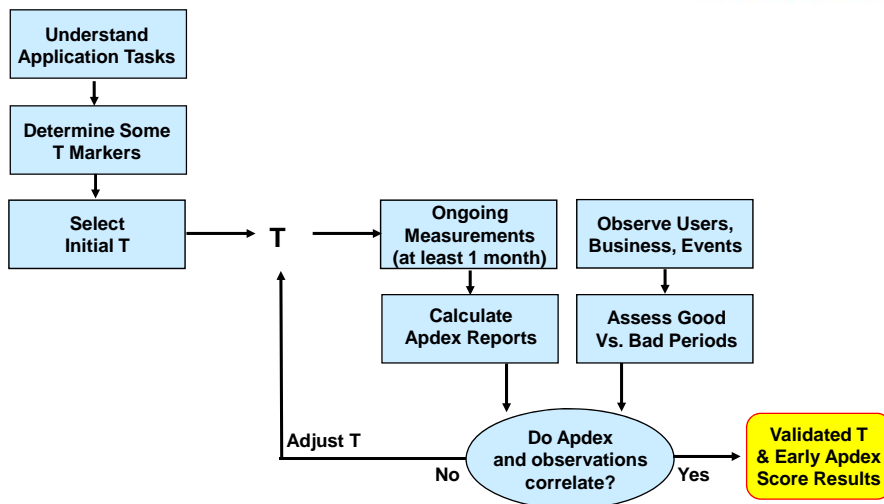 Understand
Application Tasks
Determine Some
T Markers
Select
Initial T
T
Ongoing
Measurements
(at least 1 month)
Observe Users,
Business, Events
Calculate
Apdex Reports
Assess Good
Vs. Bad Periods
Adjust T
No
Do Apdex
and observations
correlate?
Yes
Validated T
& Early Apdex
Score Results